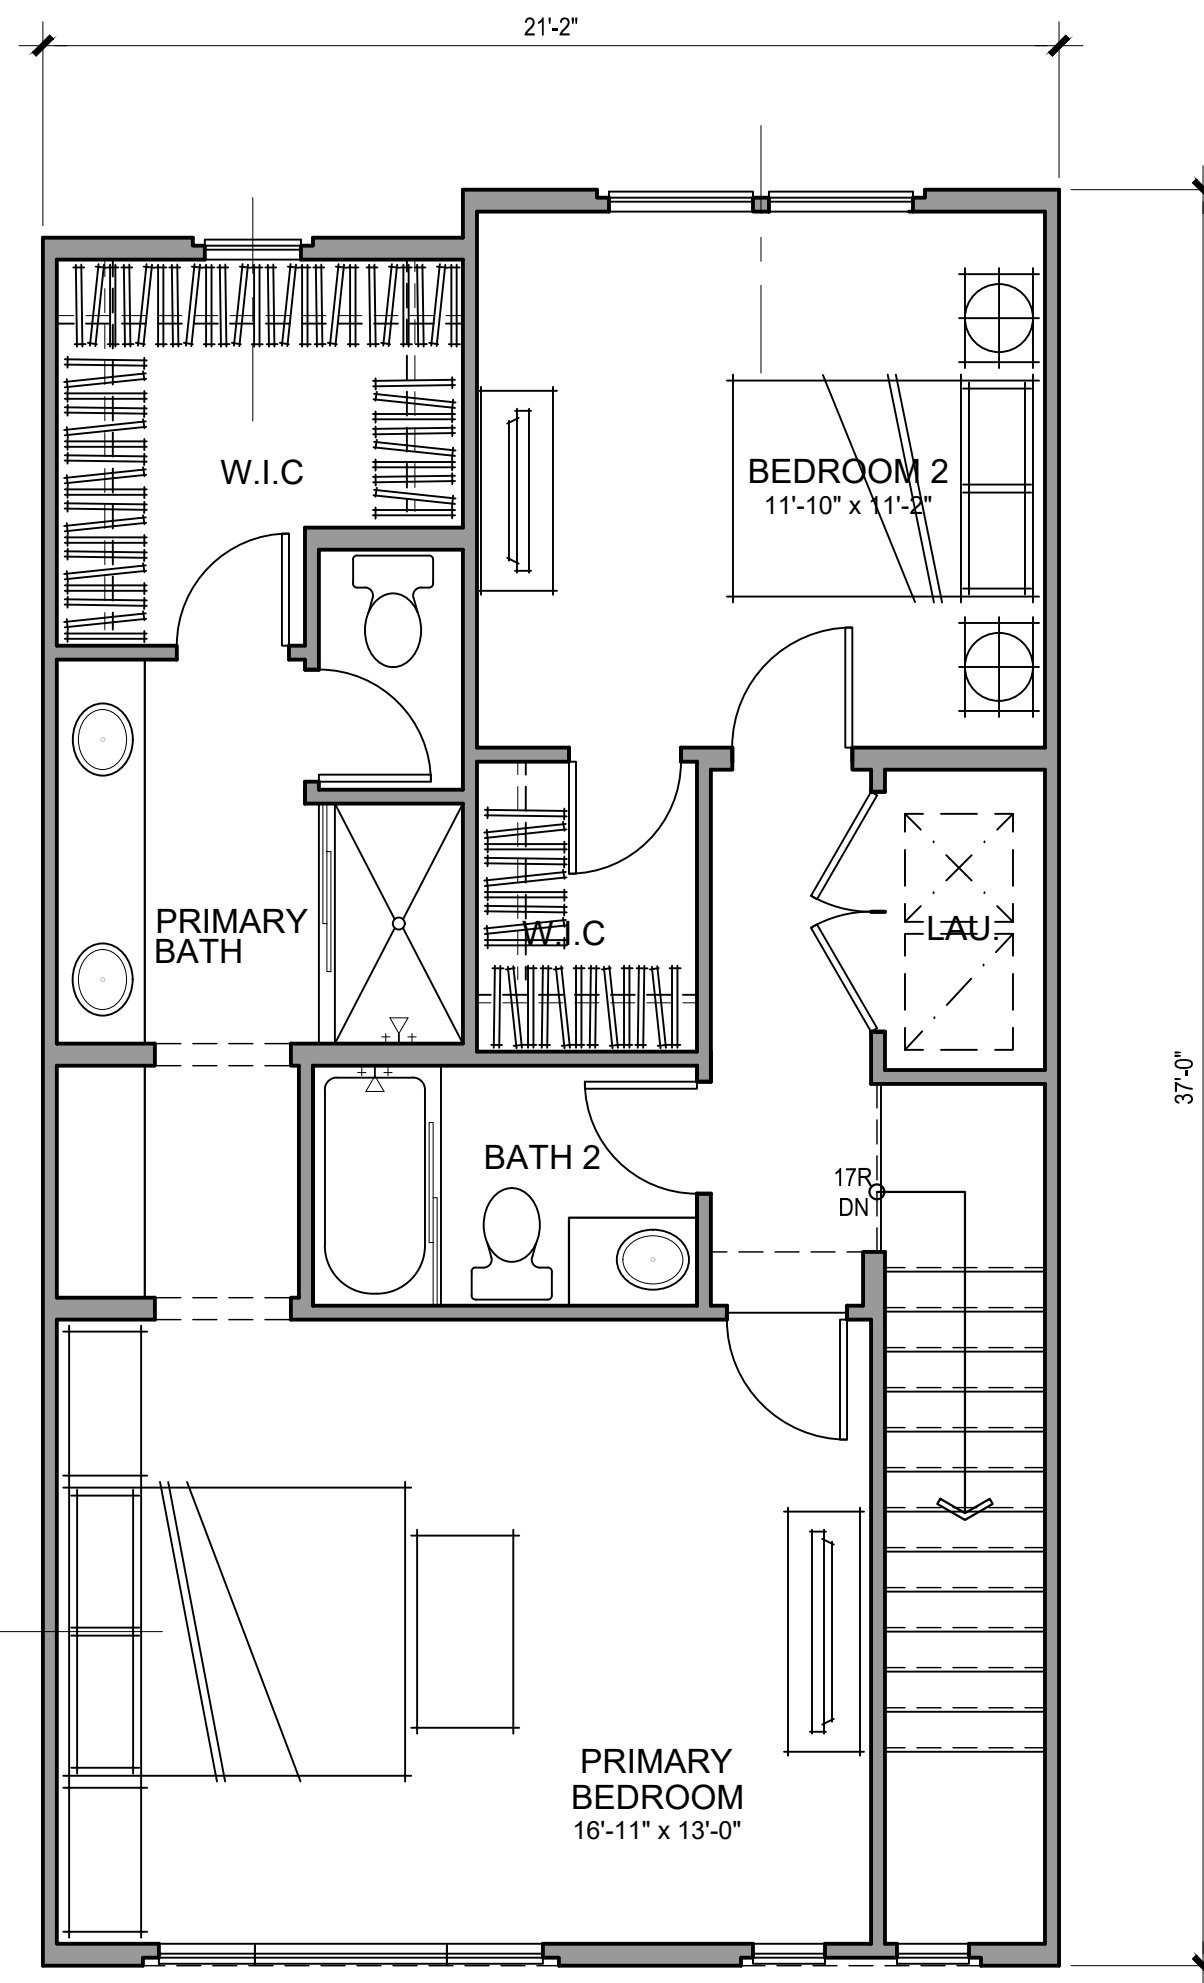 21'-2"
W.I.C
BEDROOM 2
11'-10" x 11'-2"
PRIMARY
BATH
W.I.C
LAU.
37'-0"
BATH 2
17R
DN
PRIMARY
BEDROOM
16'-11" x 13'-0"